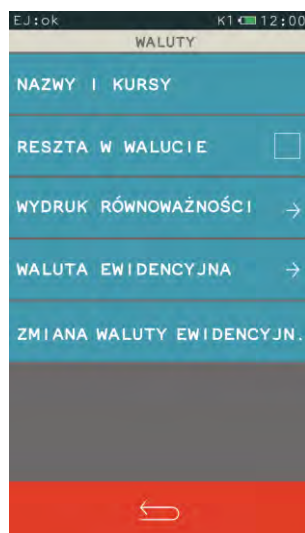 EJ:ok K1 12:00
WALUTY
NAZWY I KURSY
RESZTA W WALUCIE
WYDRUK RÓWNOWAŻNOŚCI
WALUTA EWIDENCYJNA
ZMIANA WALUTY EWIDENCYJN.